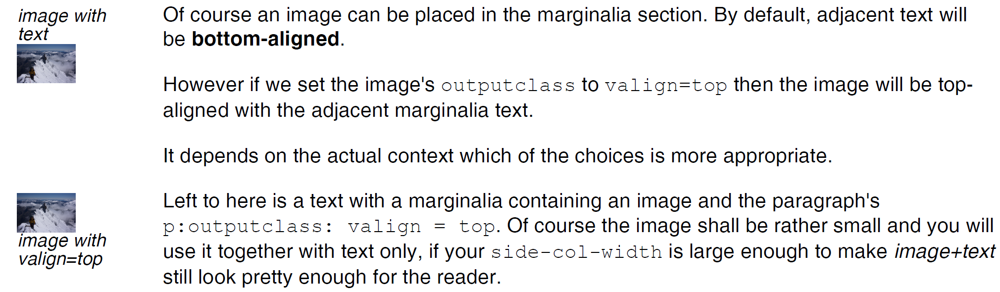 image with
text
Of course an image can be placed in the marginalia section. By default, adjacent text will
be bottom-aligned.
However if we set the image's outputclass to valign=top then the image will be top-
aligned with the adjacent marginalia text.
It depends on the actual context which of the choices is more appropriate.
image with
valign=top
Left to here is a text with a marginalia containing an image and the paragraph's
p:outputclass: valign = top. Of course the image shall be rather small and you will
use it together with text only, if your side-col-width is large enough to make image+text
still look pretty enough for the reader.